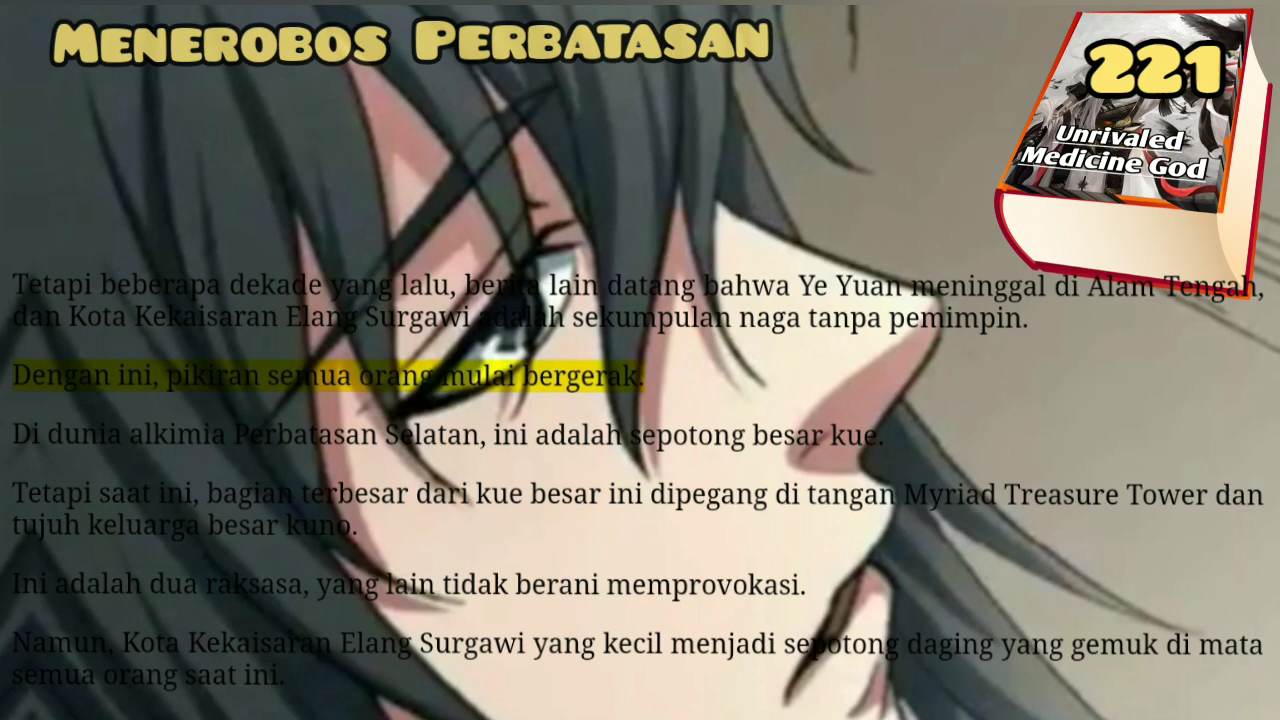 Menerobos Perbatasan
221
Unrivaled
Medicine God
Tetapi beberapa dekade yang lalu, berita lain datang bahwa Ye Yuan meninggal di Alam Tengah,
dan Kota Kekaisaran Elang Surgawi adalah sekumpulan naga tanpa pemimpin.
Dengan ini, pikiran semua orang mulai bergerak.
Di dunia alkimia Perbatasan Selatan, ini adalah sepotong besar kue.
Tetapi saat ini, bagian terbesar dari kue besar ini dipegang di tangan Myriad Treasure Tower dan
tujuh keluarga besar kuno.
Ini adalah dua raksasa, yang lain tidak berani memprovokasi.
Namun, Kota Kekaisaran Elang Surgawi yang kecil menjadi sepotong daging yang gemuk di mata
semua orang saat ini.